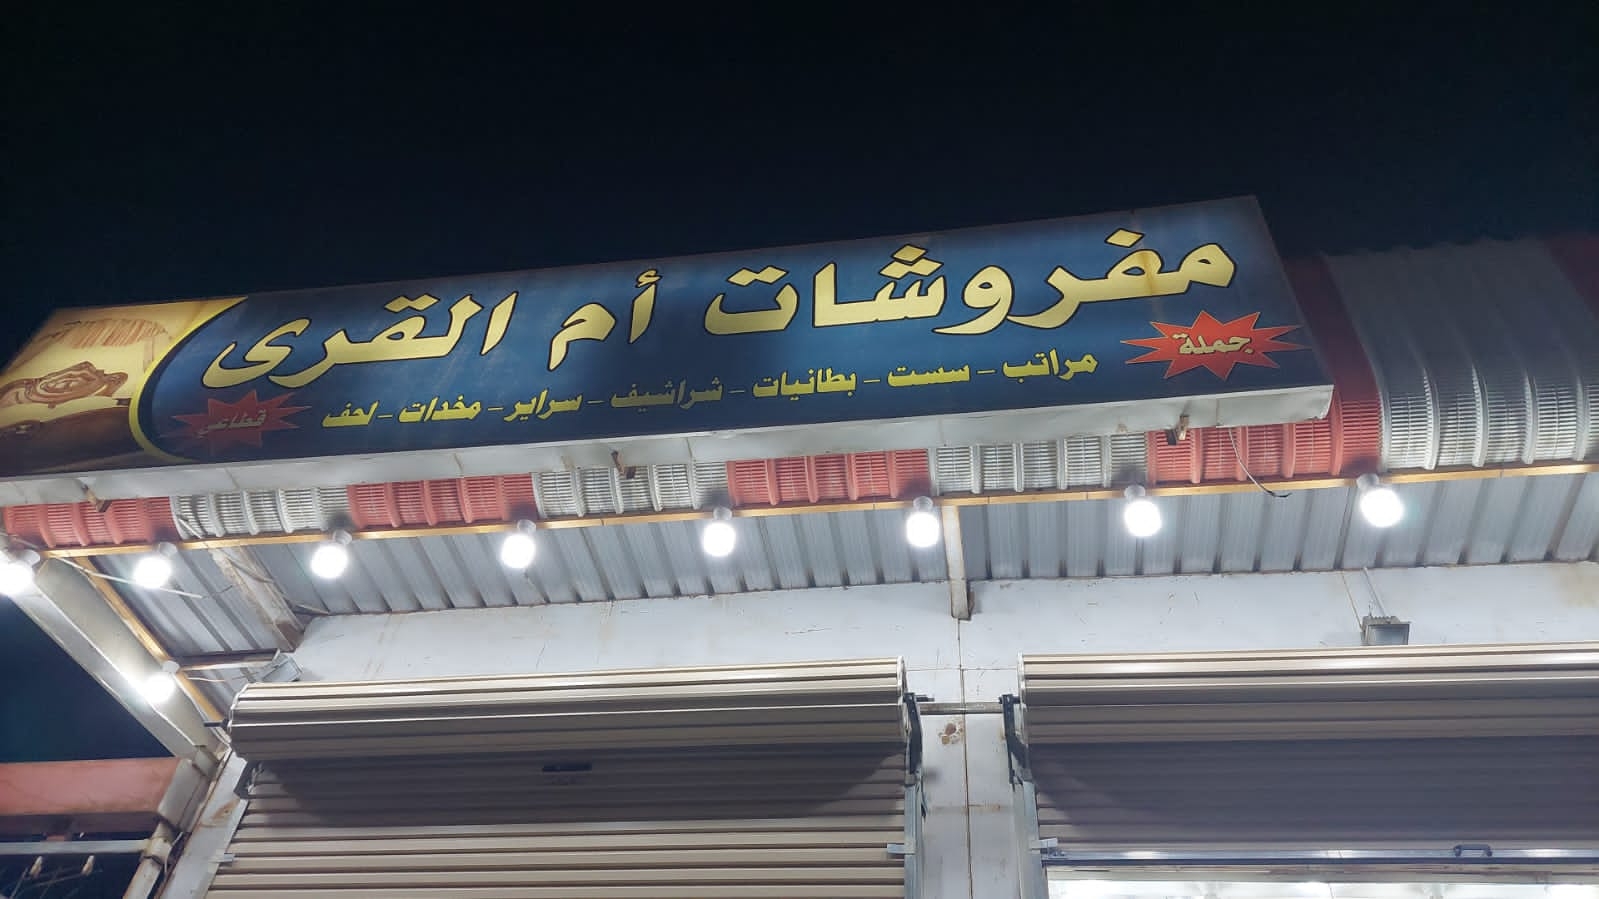 مفروشات أم القرى
جملة
مراتب - سست - بطانيات - شراشيف - سراير - مخدات - لحف
قطاعي